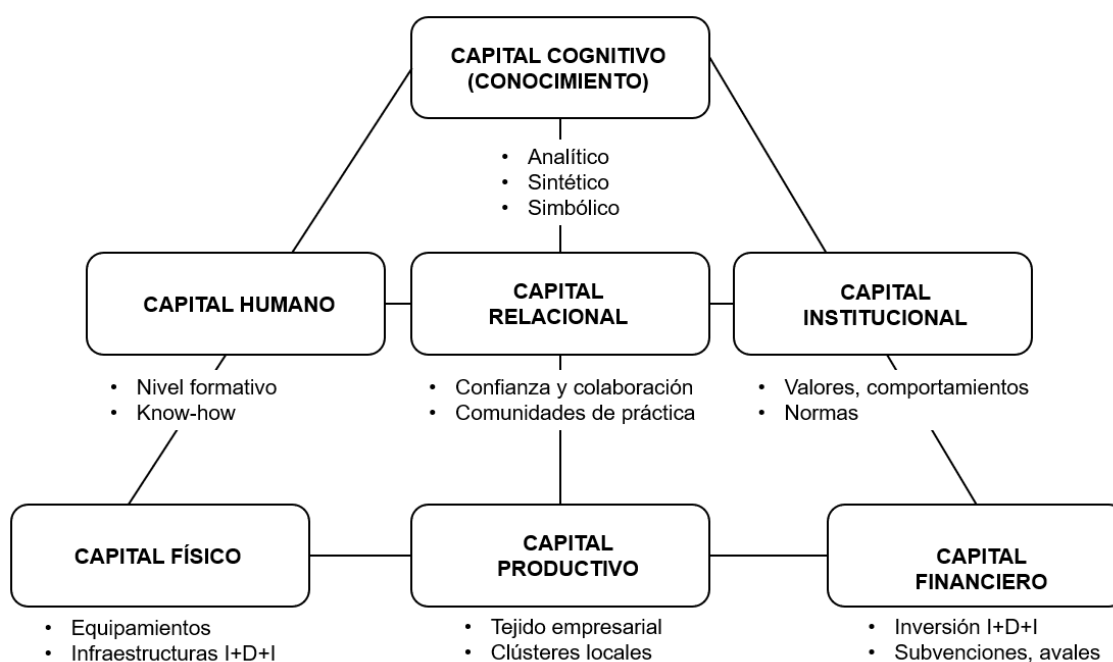 CAPITAL COGNITIVO
(CONOCIMIENTO)
• Analítico
• Sintético
• Simbólico
CAPITAL HUMANO
CAPITAL
RELACIONAL
CAPITAL
INSTITUCIONAL
• Nivel formativo
• Know-how
• Confianza y colaboración
• Comunidades de práctica
• Valores, comportamientos
• Normas
CAPITAL FÍSICO
CAPITAL
PRODUCTIVO
CAPITAL
FINANCIERO
• Equipamientos
• Infraestructuras I+D+I
• Tejido empresarial
• Clústeres locales
• Inversión I+D+I
• Subvenciones, avales